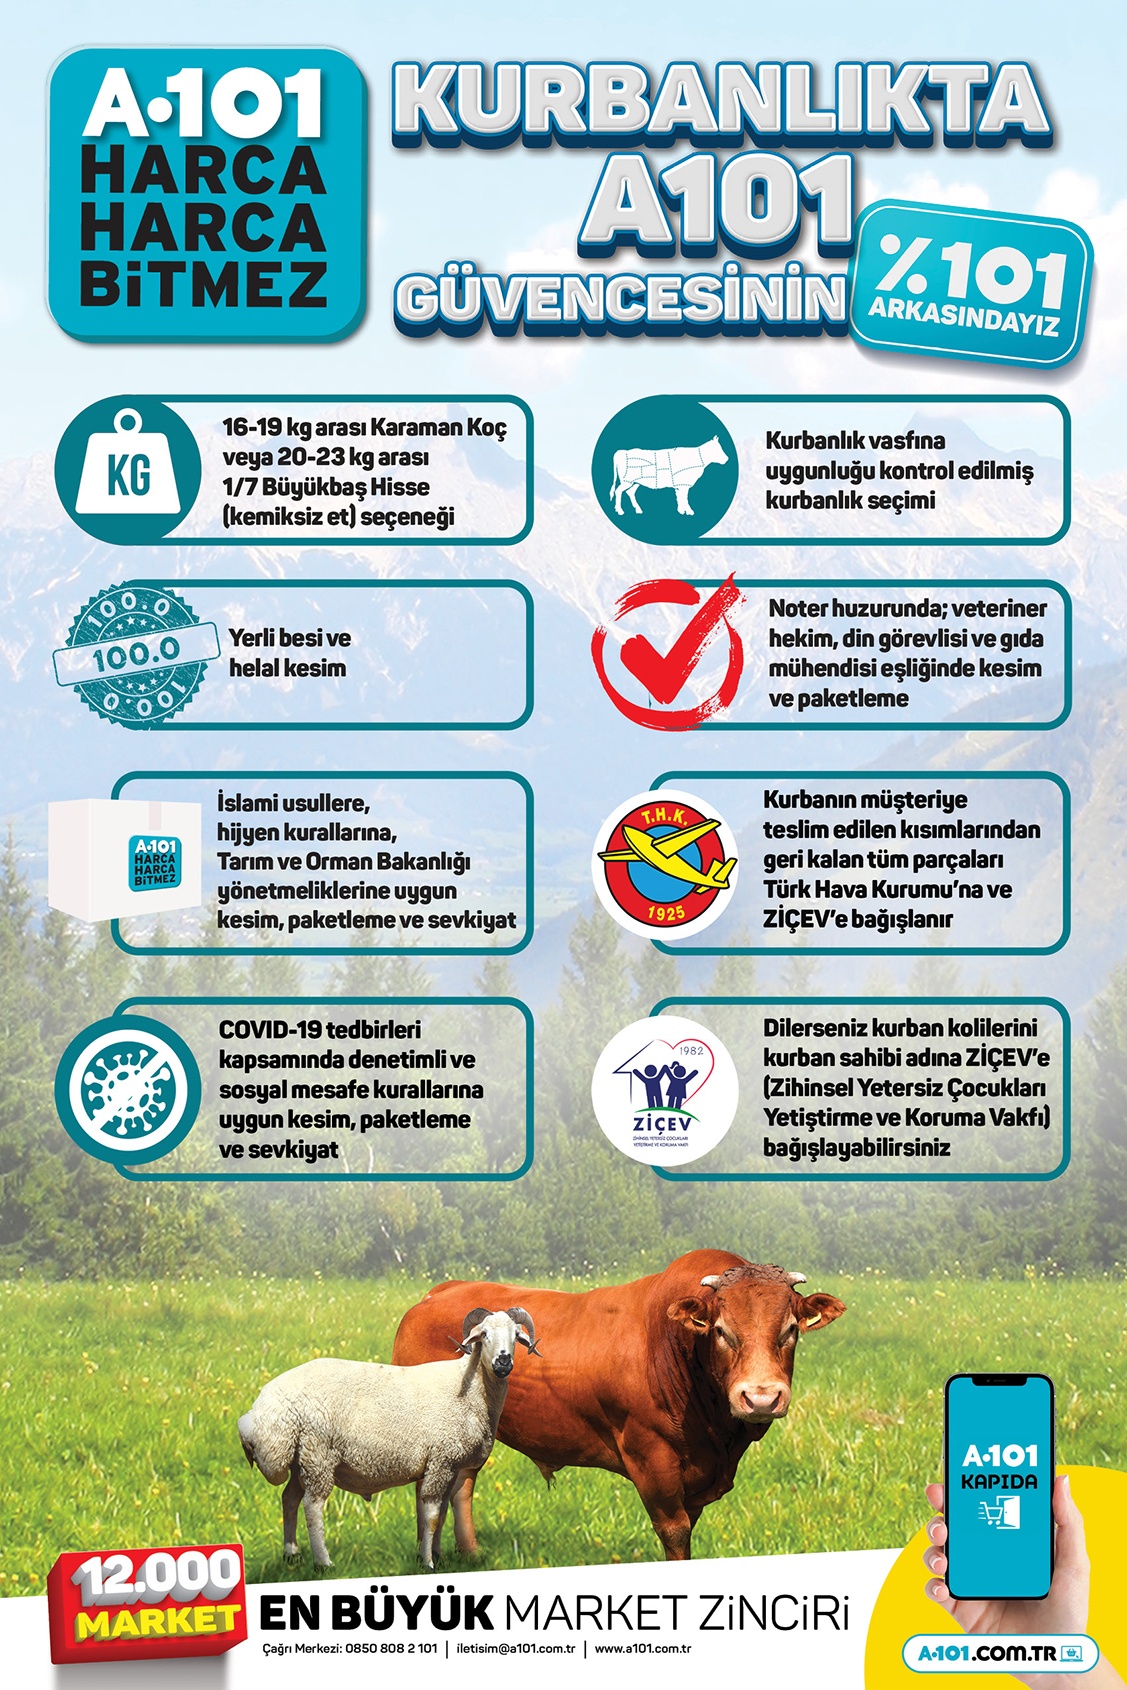 A•101
HARCA
HARCA
BiTMEZ
KURBANLIKTA
A101
GÜVENCESİNİN
%101
ARKASINDAYIZ
KG
16-19 kg arası Karaman Koç
veya 20-23 kg arası
1/7 Büyükbaş Hisse
(kemiksiz et) seçeneği
Kurbanlık vasfına
uygunluğu kontrol edilmiş
kurbanlık seçimi
100.0
100.0
100.0
Yerli besi ve
helal kesim
Noter huzurunda; veteriner
hekim, din görevlisi ve gıda
mühendisi eşliğinde kesim
ve paketleme
A•101
HARCA
HARCA
BiTMEZ
İslami usullere,
hijyen kurallarına,
Tarım ve Orman Bakanlığı
yönetmeliklerine uygun
kesim, paketleme ve sevkiyat
T.H.K.
1925
Kurbanın müşteriye
teslim edilen kısımlarından
geri kalan tüm parçaları
Türk Hava Kurumu'na ve
ZİÇEV'e bağışlanır
COVID-19 tedbirleri
kapsamında denetimli ve
sosyal mesafe kurallarına
uygun kesim, paketleme
ve sevkiyat
1982
ZİÇEV
ZİHİNSEL YETERSİZ ÇOCUKLARI
YETİŞTİRME VE KORUMA VAKFI
Dilerseniz kurban kolilerini
kurban sahibi adına ZİÇEV'e
(Zihinsel Yetersiz Çocukları
Yetiştirme ve Koruma Vakfı)
bağışlayabilirsiniz
A•101
KAPIDA
12.000
MARKET
EN BÜYÜK MARKET ZiNCiRi
Çağrı Merkezi: 0850 808 2 101 | iletisim@a101.com.tr | www.a101.com.tr
A•101.COM.TR